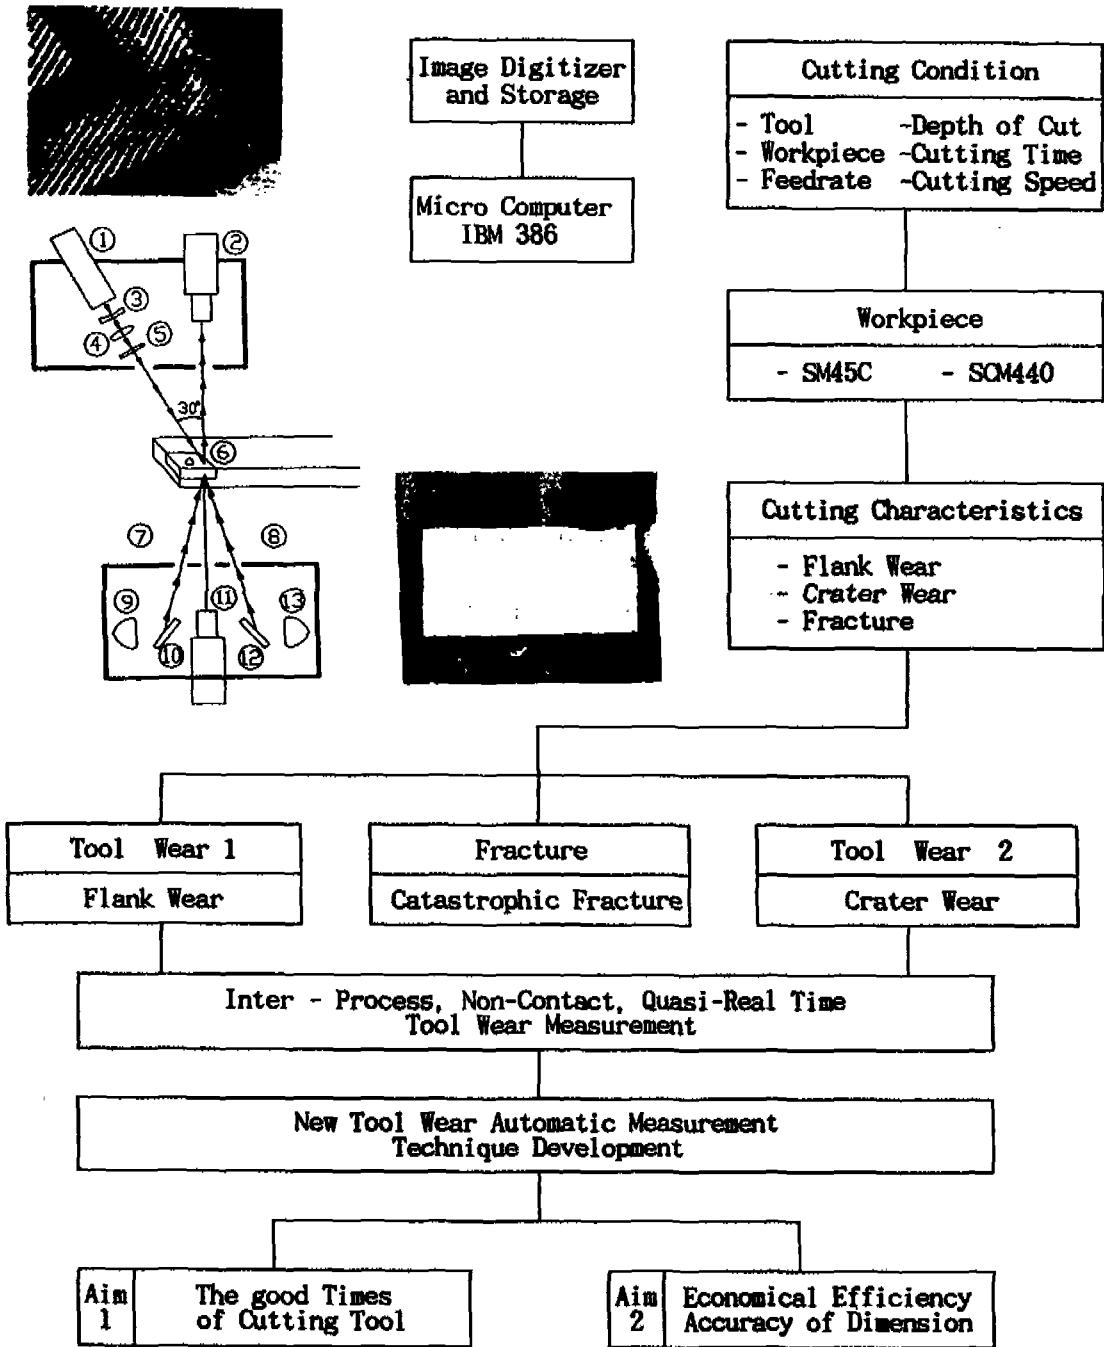 Image Digitizer
and Storage
Micro Computer
IBM 386
Cutting Condition
- Tool -Depth of Cut
- Workpiece -Cutting Time
- Feedrate -Cutting Speed
Workpiece
- SM45C - SCM440
Cutting Characteristics
- Flank Wear
- Crater Wear
- Fracture
①
②
③
④
⑤
30°
⑥
⑦
⑧
⑨
⑪
⑬
⑩
⑫
Tool Wear 1
Flank Wear
Fracture
Catastrophic Fracture
Tool Wear 2
Crater Wear
Inter - Process, Non-Contact, Quasi-Real Time
Tool Wear Measurement
New Tool Wear Automatic Measurement
Technique Development
Aim
1
The good Times
of Cutting Tool
Aim
2
Economical Efficiency
Accuracy of Dimension